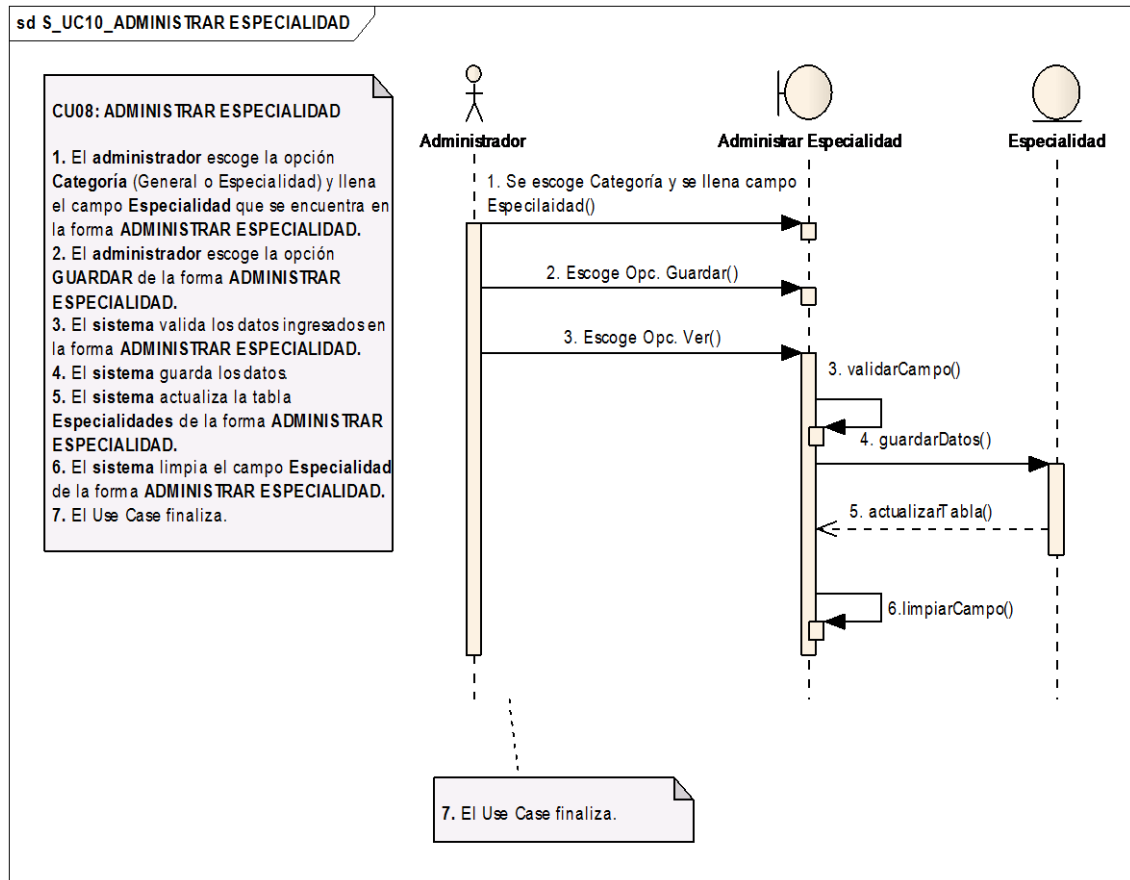 sd S_UC10_ADMINISTRAR ESPECIALIDAD
CU08: ADMINISTRAR ESPECIALIDAD
1. El administrador escoge la opción
Categoría (General o Especialidad) y llena
el campo Especialidad que se encuentra en
la forma ADMINISTRAR ESPECIALIDAD.
2. El administrador escoge la opción
GUARDAR de la forma ADMINISTRAR
ESPECIALIDAD.
3. El sistema valida los datos ingresados en
la forma ADMINISTRAR ESPECIALIDAD.
4. El sistema guarda los datos.
5. El sistema actualiza la tabla
Especialidades de la forma ADMINISTRAR
ESPECIALIDAD.
6. El sistema limpia el campo Especialidad
de la forma ADMINISTRAR ESPECIALIDAD.
7. El Use Case finaliza.
Administrador
Administrar Especialidad
Especialidad
1. Se escoge Categoría y se llena campo
Especilaidad()
2. Escoge Opc. Guardar()
3. Escoge Opc. Ver()
3. validarCampo()
4. guardarDatos()
5. actualizarTabla()
6.limpiarCampo()
7. El Use Case finaliza.